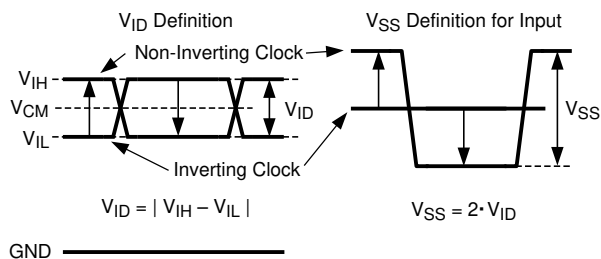 V_ID Definition
V_SS Definition for Input
Non-Inverting Clock
V_IH
V_CM
V_IL
V_ID
V_SS
Inverting Clock
V_ID = | V_IH – V_IL |
V_SS = 2· V_ID
GND